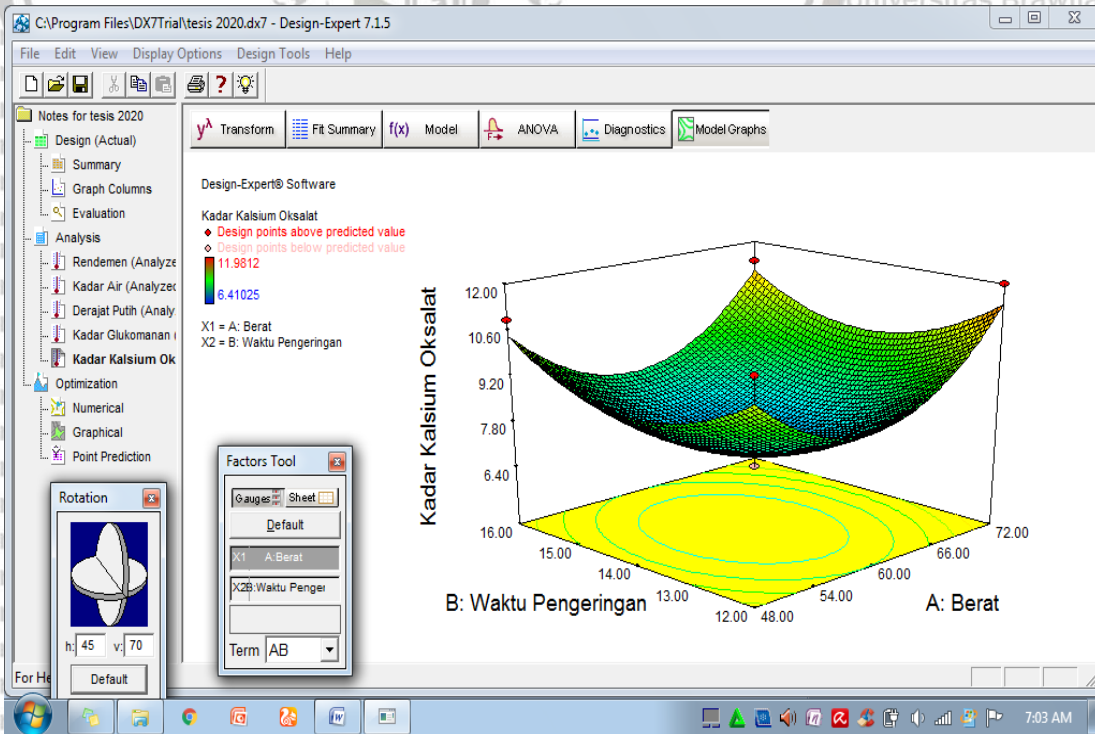 Universitas Brawija
C:\Program Files\DX7Trial\tesis 2020.dx7 - Design-Expert 7.1.5
File Edit View Display Options Design Tools Help
Notes for tesis 2020
Design (Actual)
Summary
Graph Columns
Evaluation
Analysis
Rendemen (Analyze
Kadar Air (Analyzed
Derajat Putih (Analy
Kadar Glukomanan (
Kadar Kalsium Ok
Optimization
Numerical
Graphical
Point Prediction
yλ Transform
Fit Summary
f(x) Model
ANOVA
Diagnostics
Model Graphs
Design-Expert® Software
Kadar Kalsium Oksalat
Design points above predicted value
Design points below predicted value
11.9812
6.41025
X1 = A: Berat
X2 = B: Waktu Pengeringan
Kadar Kalsium Oksalat
12.00
10.60
9.20
7.80
6.40
16.00
15.00
14.00
13.00
12.00
48.00
54.00
60.00
66.00
72.00
B: Waktu Pengeringan
A: Berat
Factors Tool
Gauges Sheet
Default
X1 A:Berat
X2B:Waktu Penger
Term AB
Rotation
h: 45 v: 70
Default
For He
7:03 AM